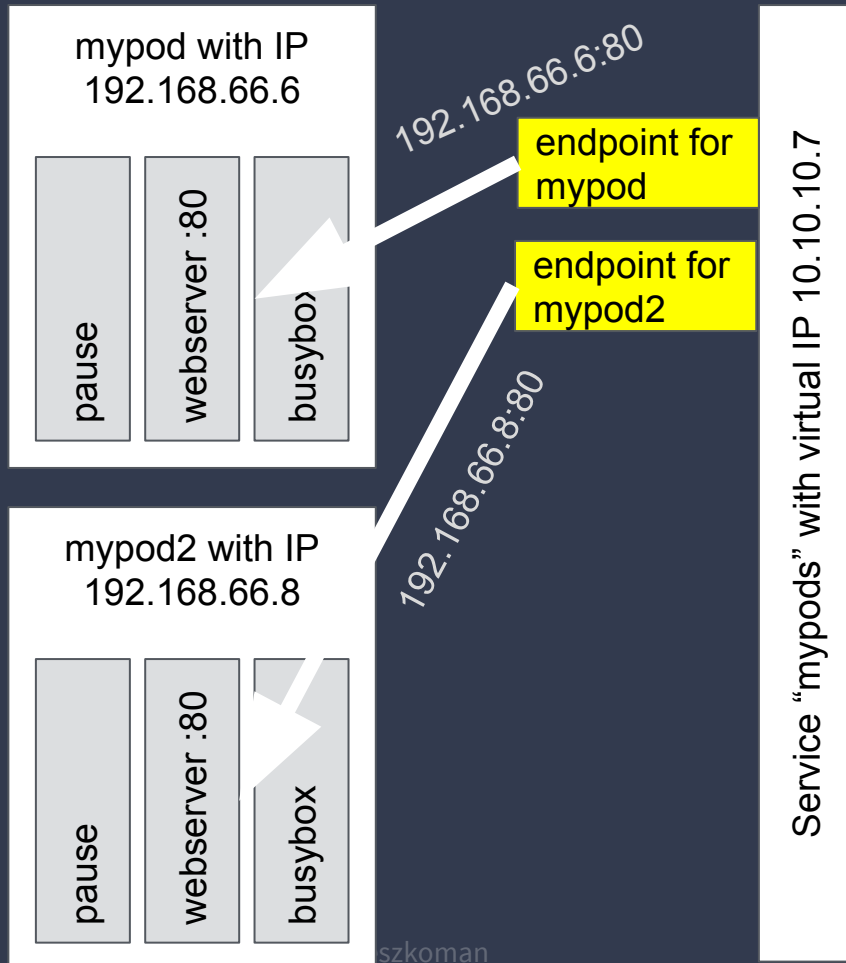 mypod with IP
192.168.66.6
pause
webserver :80
busybox
192.168.66.6:80
endpoint for
mypod
endpoint for
mypod2
192.168.66.8:80
mypod2 with IP
192.168.66.8
pause
webserver :80
busybox
Service “mypods” with virtual IP 10.10.10.7
szkoman